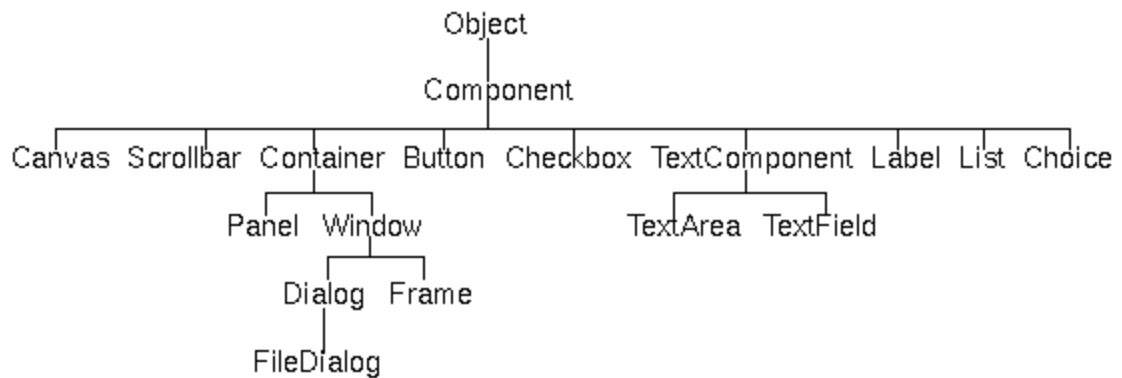 Object
Component
Canvas Scrollbar Container Button Checkbox TextComponent Label List Choice
Panel Window TextArea TextField
Dialog Frame
FileDialog